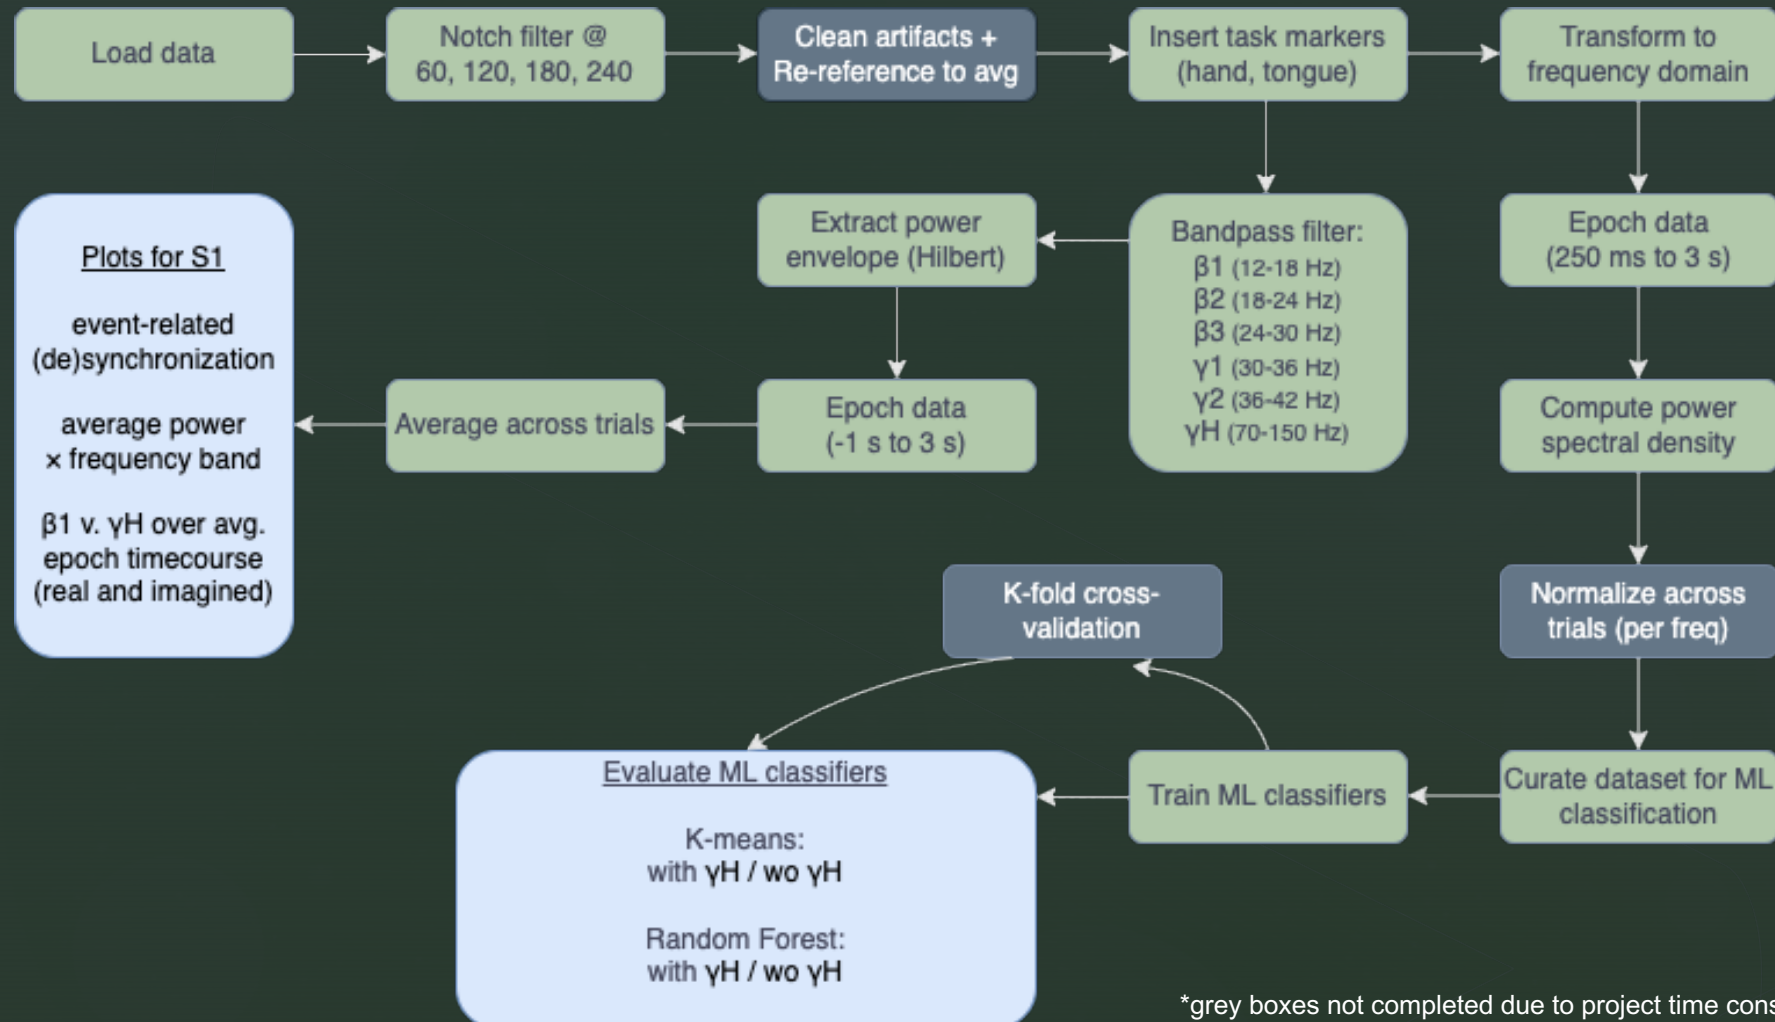 Load data
Notch filter @
60, 120, 180, 240
Clean artifacts +
Re-reference to avg
Insert task markers
(hand, tongue)
Transform to
frequency domain
Plots for S1
event-related
(de)synchronization
average power
× frequency band
β1 v. γH over avg.
epoch timecourse
(real and imagined)
Extract power
envelope (Hilbert)
Bandpass filter:
β1 (12-18 Hz)
β2 (18-24 Hz)
β3 (24-30 Hz)
γ1 (30-36 Hz)
γ2 (36-42 Hz)
γH (70-150 Hz)
Epoch data
(250 ms to 3 s)
Average across trials
Epoch data
(-1 s to 3 s)
Compute power
spectral density
K-fold cross-
validation
Normalize across
trials (per freq)
Evaluate ML classifiers
K-means:
with γH / wo γH
Random Forest:
with γH / wo γH
Train ML classifiers
Curate dataset for ML
classification
*grey boxes not completed due to project time cons